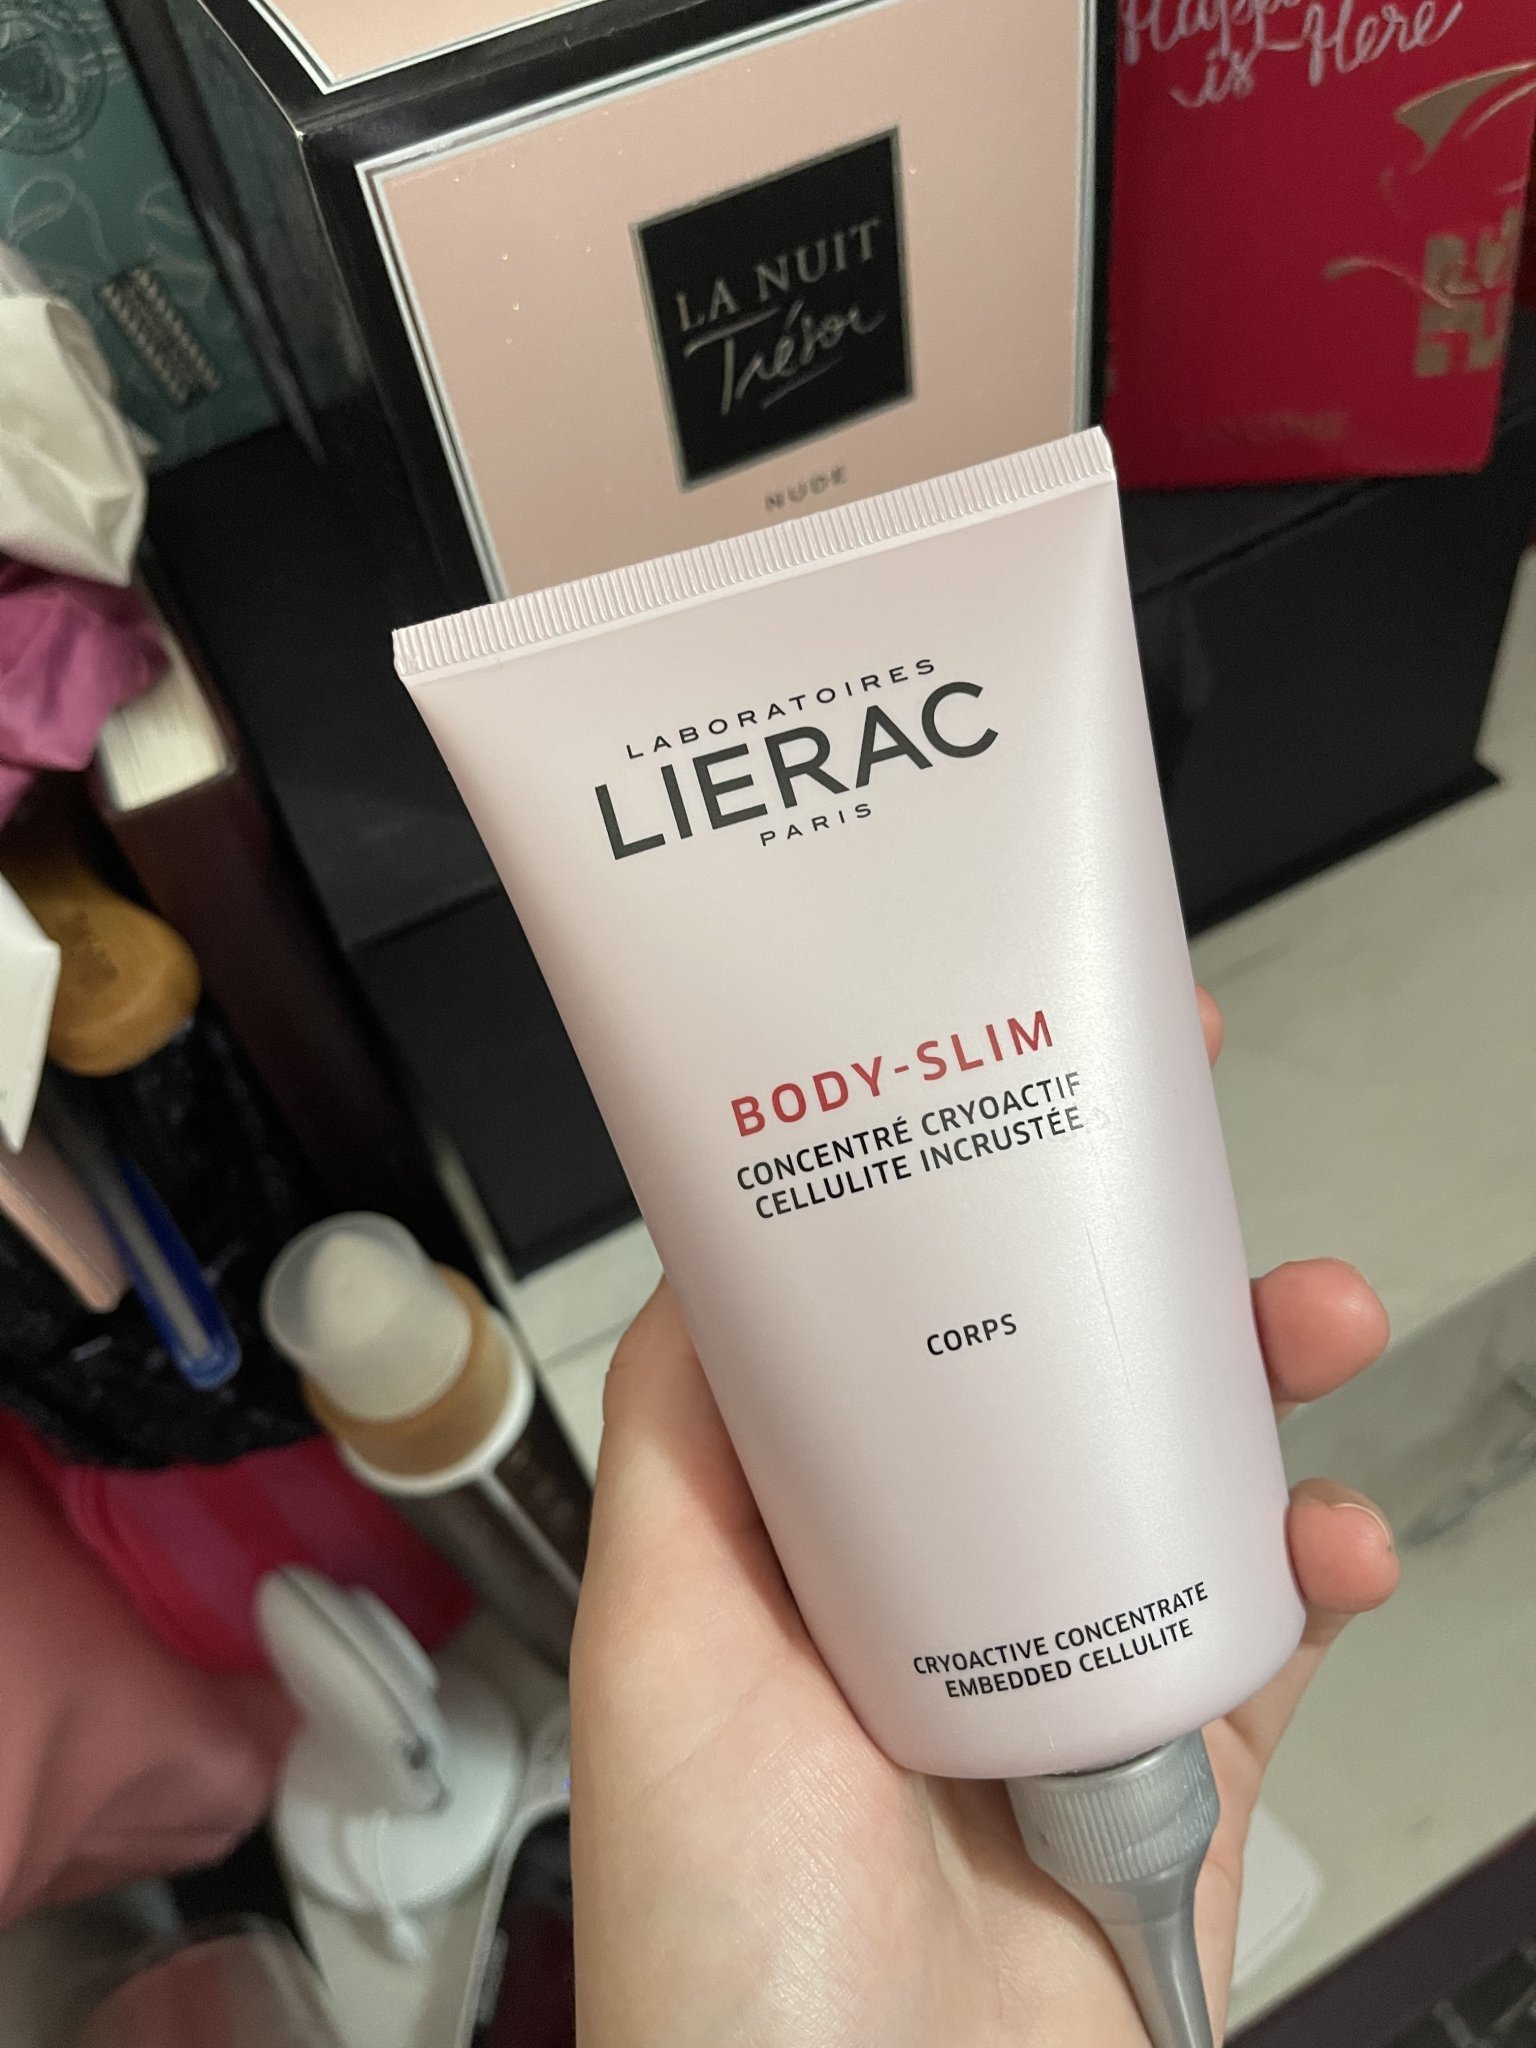 Happi
is Here
LA NUIT
Trésor
NUDE
LABORATOIRES
LIERAC
PARIS
BODY-SLIM
CONCENTRÉ CRYOACTIF
CELLULITE INCRUSTÉE
CORPS
CRYOACTIVE CONCENTRATE
EMBEDDED CELLULITE